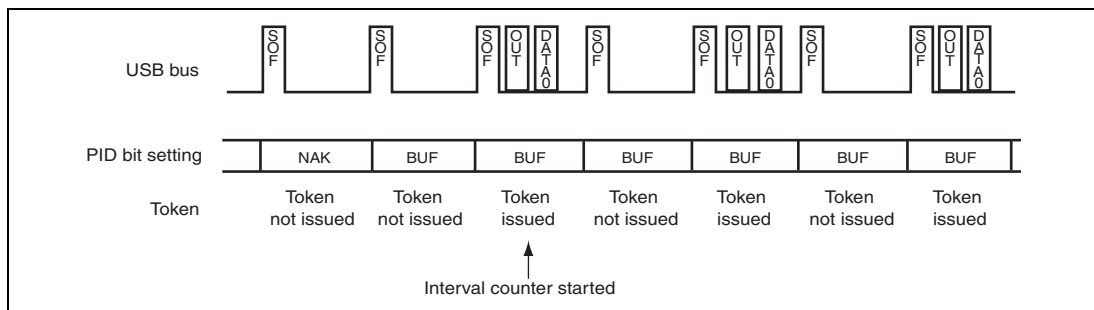 SOF SOF SOF OUT DATA0 SOF SOF OUT DATA0 SOF SOF OUT DATA0
USB bus
PID bit setting NAK BUF BUF BUF BUF BUF BUF
Token Token not issued Token not issued Token issued Token not issued Token issued Token not issued Token issued
Interval counter started